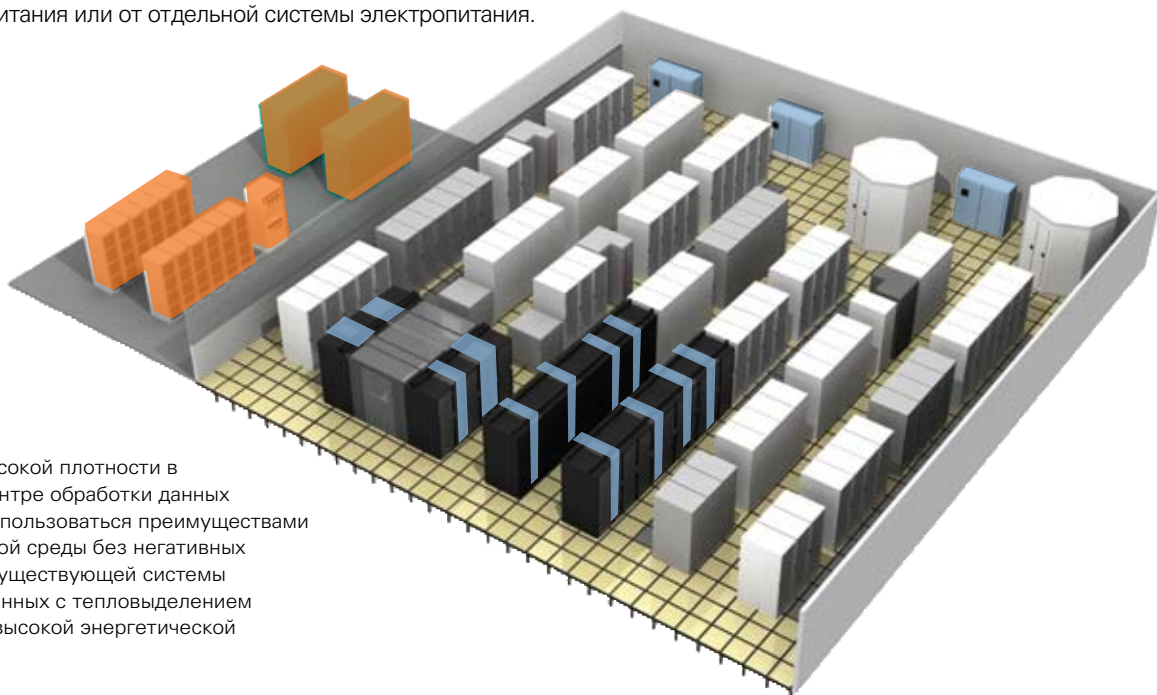 итания или от отдельной системы электропитания.
сокой плотности в
нтре обработки данных
пользоваться преимуществами
ой среды без негативных
уществующей системы
нных с тепловыделением
высокой энергетической